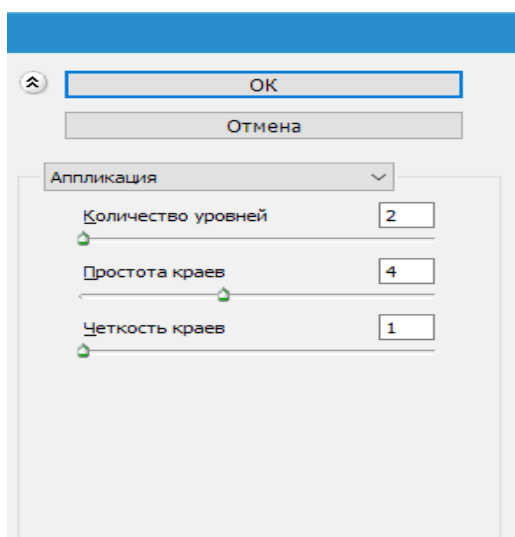 ОК
Отмена
Аппликация
Количество уровней 2
Простота краев 4
Четкость краев 1